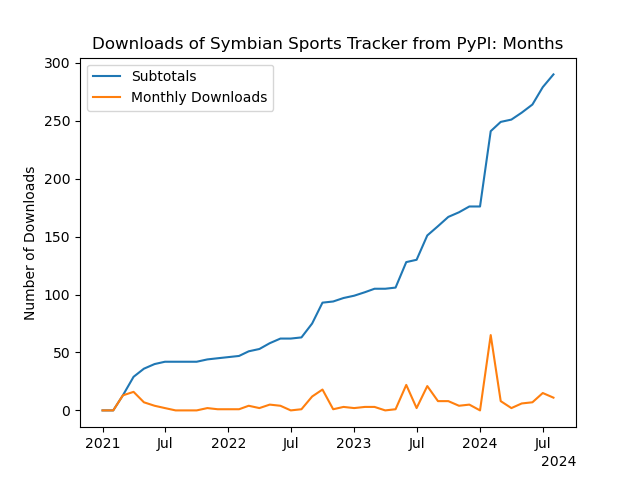 Downloads of Symbian Sports Tracker from PyPI: Months
Subtotals
Monthly Downloads
Number of Downloads
300
250
200
150
100
50
0
2021 Jul 2022 Jul 2023 Jul 2024 Jul
2024